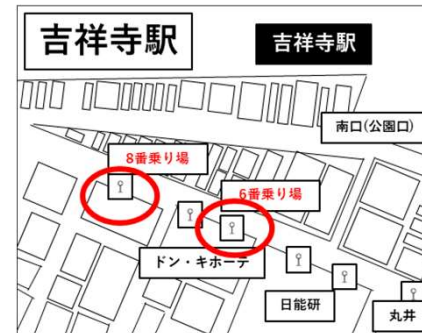 吉祥寺駅
吉祥寺駅
南口(公園口)
8番乗り場
6番乗り場
ドン・キホーテ
日能研
丸井